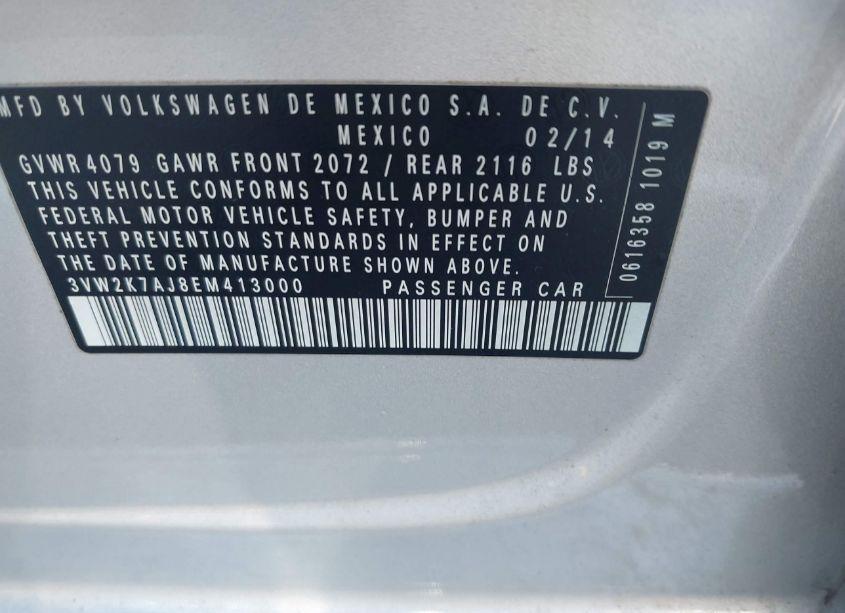 MFD BY VOLKSWAGEN DE MEXICO S.A. DE C.V.
MEXICO 02/14
GVWR 4079 GAWR FRONT 2072 / REAR 2116 LBS
THIS VEHICLE CONFORMS TO ALL APPLICABLE U.S.
FEDERAL MOTOR VEHICLE SAFETY, BUMPER AND
THEFT PREVENTION STANDARDS IN EFFECT ON
THE DATE OF MANUFACTURE SHOWN ABOVE.
3VW2K7AJ8EM413000 PASSENGER CAR
0616358 1019 M